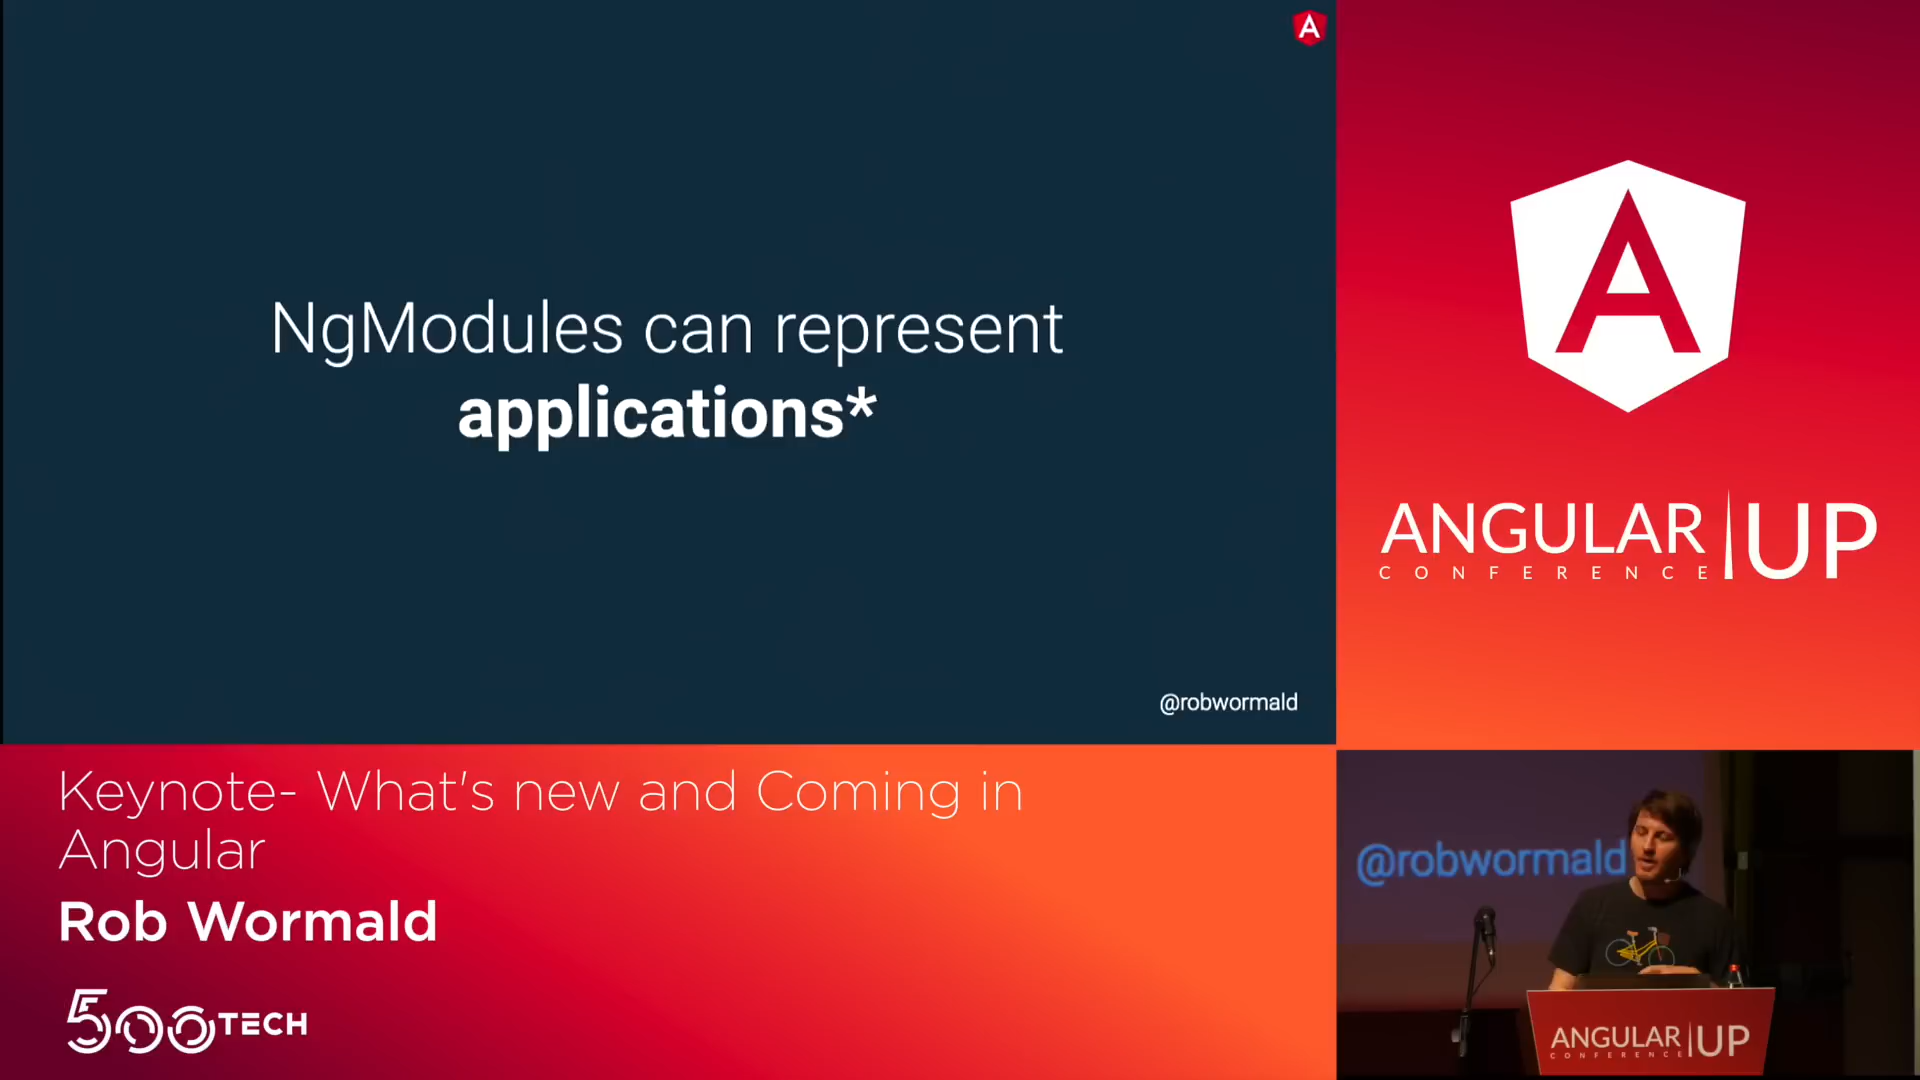 NgModules can represent
applications*
@robwormald
ANGULAR UP
CONFERENCE
Keynote- What's new and Coming in
Angular
Rob Wormald
500TECH
@robwormald
ANGULAR UP
CONFERENCE